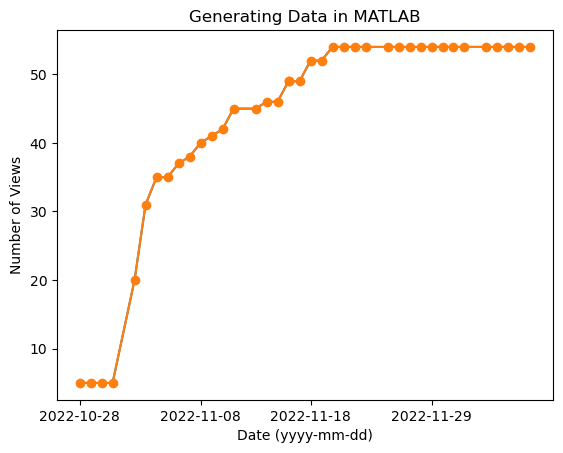 Generating Data in MATLAB
50
40
30
20
10
Number of Views
2022-10-28 2022-11-08 2022-11-18 2022-11-29
Date (yyyy-mm-dd)